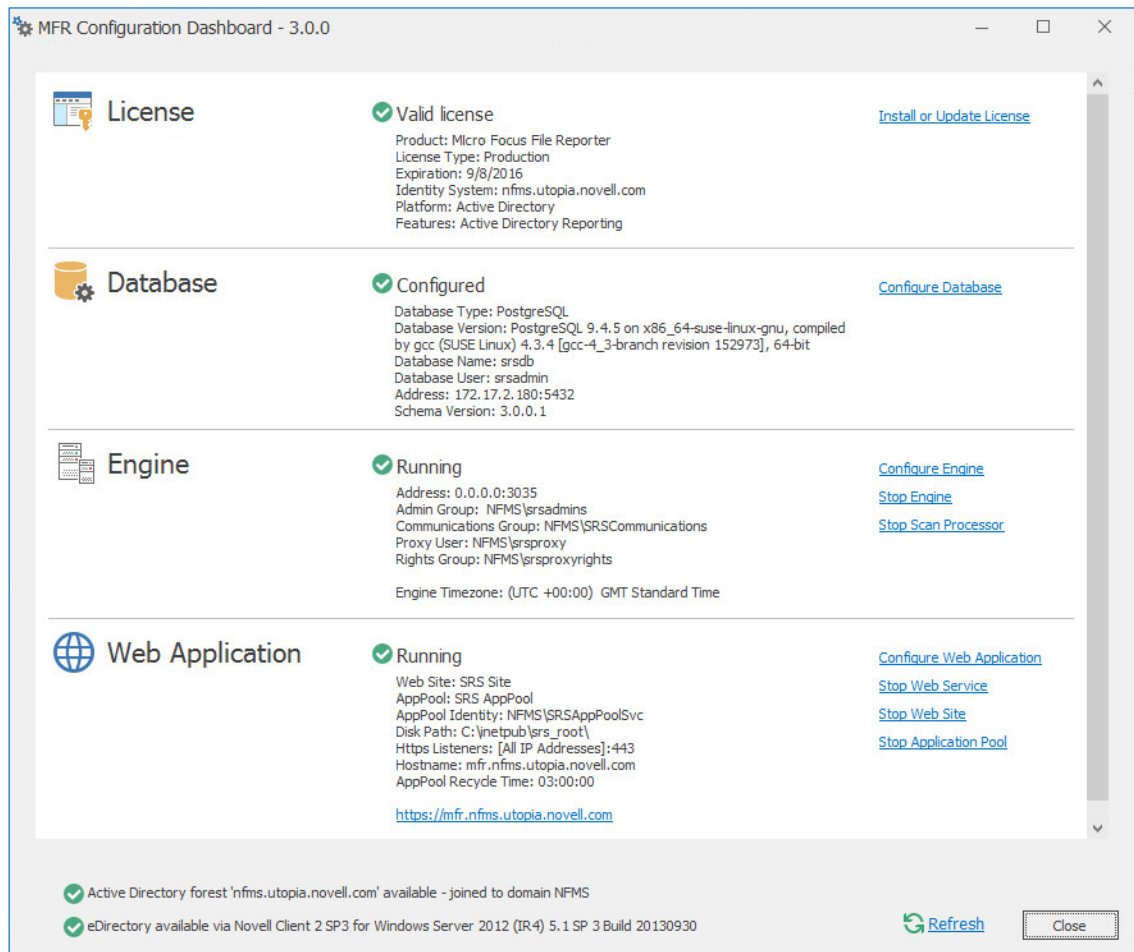 MFR Configuration Dashboard - 3.0.0
License
Valid license
Install or Update License
Product: MIcro Focus File Reporter
License Type: Production
Expiration: 9/8/2016
Identity System: nfms.utopia.novell.com
Platform: Active Directory
Features: Active Directory Reporting
Database
Configured
Configure Database
Database Type: PostgreSQL
Database Version: PostgreSQL 9.4.5 on x86_64-suse-linux-gnu, compiled
by gcc (SUSE Linux) 4.3.4 [gcc-4_3-branch revision 152973], 64-bit
Database Name: srsdb
Database User: srsadmin
Address: 172.17.2.180:5432
Schema Version: 3.0.0.1
Engine
Running
Configure Engine
Stop Engine
Stop Scan Processor
Address: 0.0.0.0:3035
Admin Group: NFMS\srsadmins
Communications Group: NFMS\SRSCommunications
Proxy User: NFMS\srsproxy
Rights Group: NFMS\srsproxyrights
Engine Timezone: (UTC +00:00) GMT Standard Time
Web Application
Running
Configure Web Application
Stop Web Service
Stop Web Site
Stop Application Pool
Web Site: SRS Site
AppPool: SRS AppPool
AppPool Identity: NFMS\SRSAppPoolSvc
Disk Path: C:\inetpub\srs_root\
Https Listeners: [All IP Addresses]:443
Hostname: mfr.nfms.utopia.novell.com
AppPool Recycle Time: 03:00:00
https://mfr.nfms.utopia.novell.com
Active Directory forest 'nfms.utopia.novell.com' available - joined to domain NFMS
eDirectory available via Novell Client 2 SP3 for Windows Server 2012 (IR4) 5.1 SP 3 Build 20130930
Refresh
Close